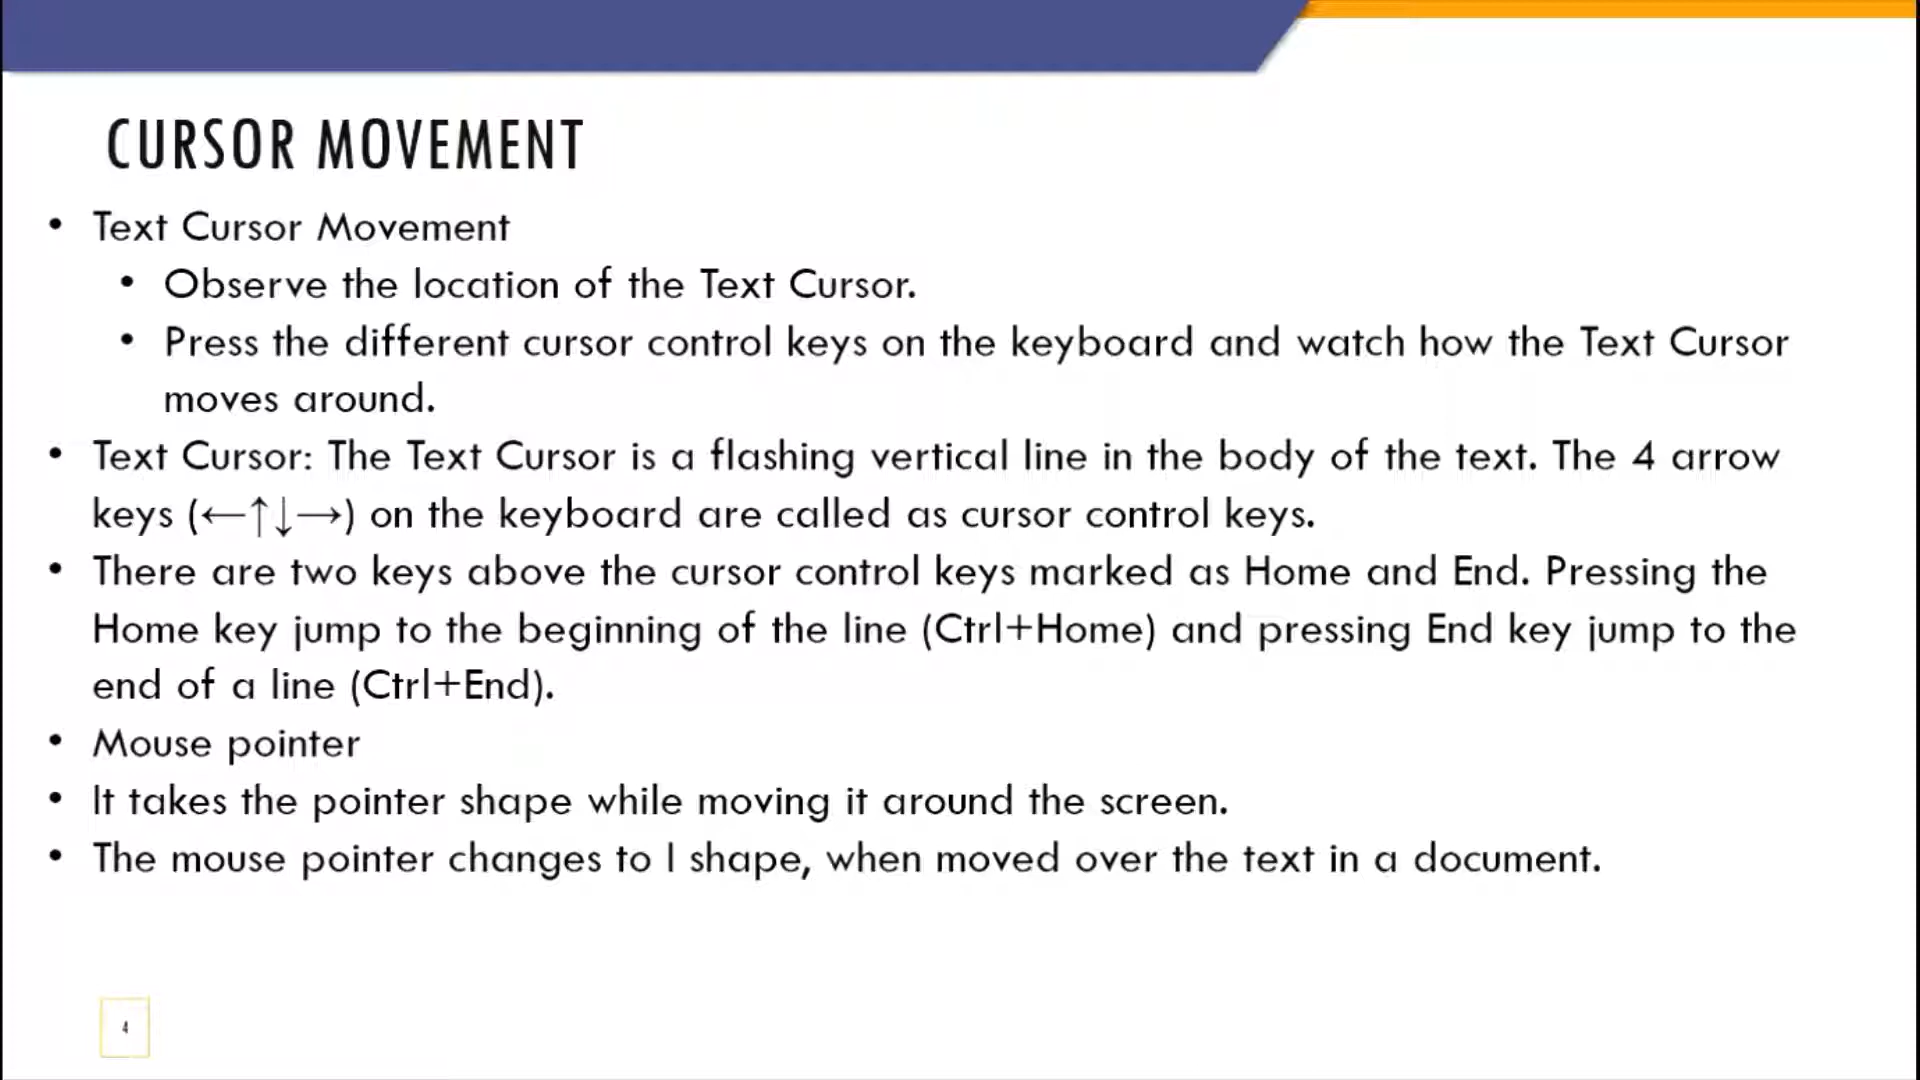 CURSOR MOVEMENT
• Text Cursor Movement
• Observe the location of the Text Cursor.
• Press the different cursor control keys on the keyboard and watch how the Text Cursor
moves around.
• Text Cursor: The Text Cursor is a flashing vertical line in the body of the text. The 4 arrow
keys (←↑↓→) on the keyboard are called as cursor control keys.
• There are two keys above the cursor control keys marked as Home and End. Pressing the
Home key jump to the beginning of the line (Ctrl+Home) and pressing End key jump to the
end of a line (Ctrl+End).
• Mouse pointer
• It takes the pointer shape while moving it around the screen.
• The mouse pointer changes to I shape, when moved over the text in a document.
4